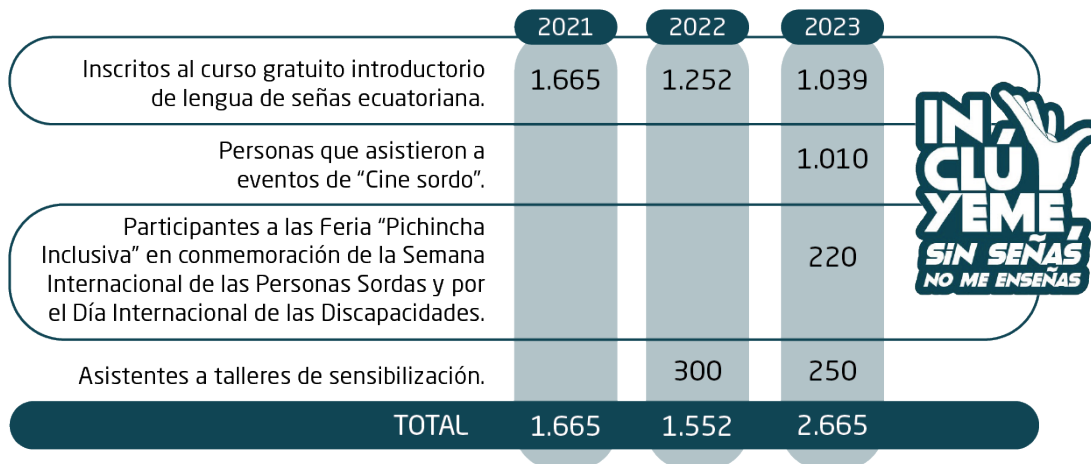 2021 2022 2023
Inscritos al curso gratuito introductorio
de lengua de señas ecuatoriana.
1.665 1.252 1.039
Personas que asistieron a
eventos de “Cine sordo”.
1.010
Participantes a las Feria “Pichincha
Inclusiva” en conmemoración de la Semana
Internacional de las Personas Sordas y por
el Día Internacional de las Discapacidades.
220
Asistentes a talleres de sensibilización.
300 250
TOTAL 1.665 1.552 2.665
IN
CLÚ
YEME,
SIN SEÑAS
NO ME ENSEÑAS